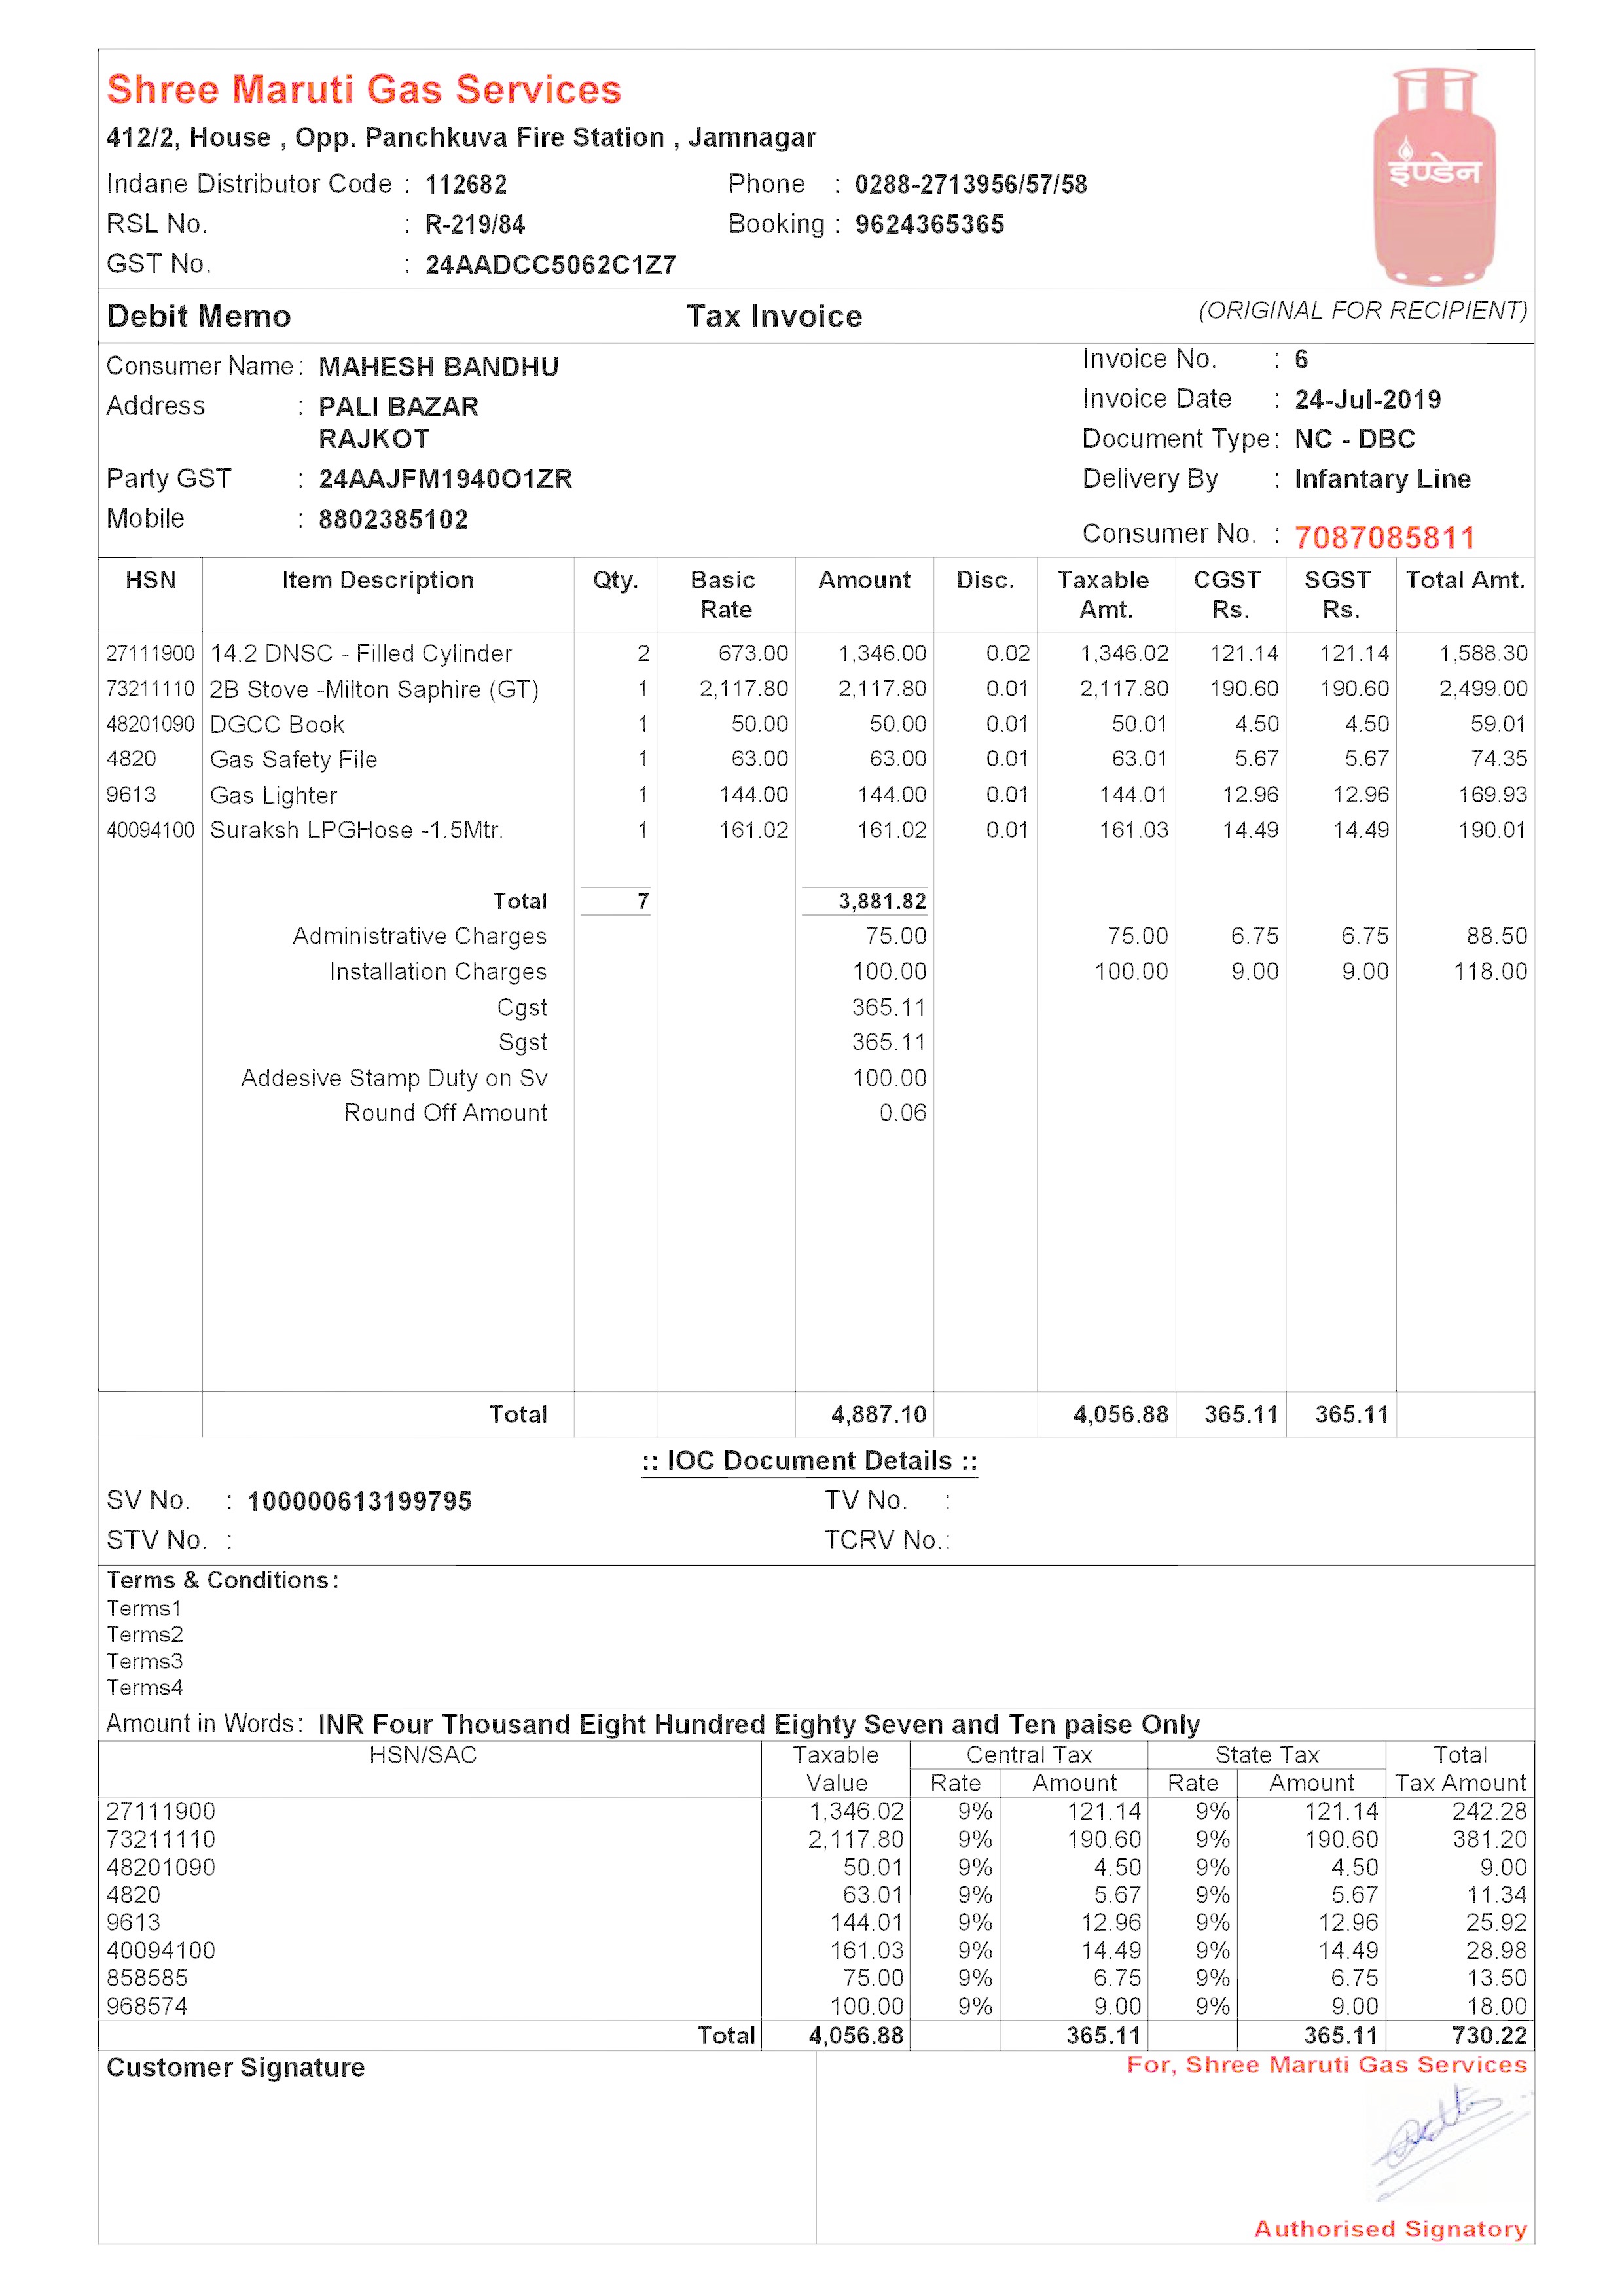 Shree Maruti Gas Services
412/2, House , Opp. Panchkuva Fire Station , Jamnagar
Indane Distributor Code : 112682 Phone : 0288-2713956/57/58
RSL No. : R-219/84 Booking : 9624365365
GST No. : 24AADCC5062C1Z7
इण्डेन
Debit Memo Tax Invoice (ORIGINAL FOR RECIPIENT)
Consumer Name : MAHESH BANDHU Invoice No. : 6
Address : PALI BAZAR Invoice Date : 24-Jul-2019
RAJKOT Document Type : NC - DBC
Party GST : 24AAJFM1940O1ZR Delivery By : Infantary Line
Mobile : 8802385102 Consumer No. : 7087085811
HSN Item Description Qty. Basic Rate Amount Disc. Taxable Amt. CGST Rs. SGST Rs. Total Amt.
27111900 14.2 DNSC - Filled Cylinder 2 673.00 1,346.00 0.02 1,346.02 121.14 121.14 1,588.30
73211110 2B Stove -Milton Saphire (GT) 1 2,117.80 2,117.80 0.01 2,117.80 190.60 190.60 2,499.00
48201090 DGCC Book 1 50.00 50.00 0.01 50.01 4.50 4.50 59.01
4820 Gas Safety File 1 63.00 63.00 0.01 63.01 5.67 5.67 74.35
9613 Gas Lighter 1 144.00 144.00 0.01 144.01 12.96 12.96 169.93
40094100 Suraksh LPGHose -1.5Mtr. 1 161.02 161.02 0.01 161.03 14.49 14.49 190.01
Total 7 3,881.82
Administrative Charges 75.00 75.00 6.75 6.75 88.50
Installation Charges 100.00 100.00 9.00 9.00 118.00
Cgst 365.11
Sgst 365.11
Addesive Stamp Duty on Sv 100.00
Round Off Amount 0.06
Total 4,887.10 4,056.88 365.11 365.11
:: IOC Document Details ::
SV No. : 100000613199795 TV No. :
STV No. : TCRV No.:
Terms & Conditions :
Terms1
Terms2
Terms3
Terms4
Amount in Words : INR Four Thousand Eight Hundred Eighty Seven and Ten paise Only
HSN/SAC Taxable Central Tax State Tax Total
Value Rate Amount Rate Amount Tax Amount
27111900 1,346.02 9% 121.14 9% 121.14 242.28
73211110 2,117.80 9% 190.60 9% 190.60 381.20
48201090 50.01 9% 4.50 9% 4.50 9.00
4820 63.01 9% 5.67 9% 5.67 11.34
9613 144.01 9% 12.96 9% 12.96 25.92
40094100 161.03 9% 14.49 9% 14.49 28.98
858585 75.00 9% 6.75 9% 6.75 13.50
968574 100.00 9% 9.00 9% 9.00 18.00
Total 4,056.88 365.11 365.11 730.22
Customer Signature For, Shree Maruti Gas Services
Authorised Signatory